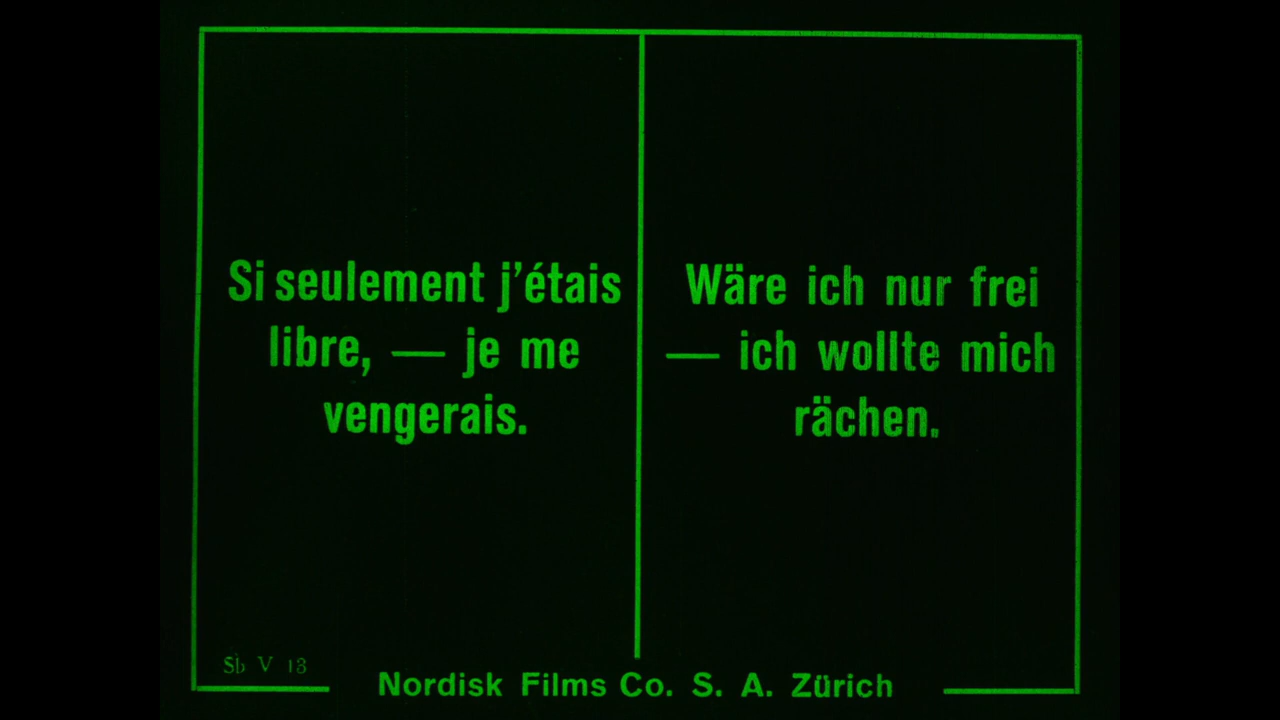 Si seulement j'étais
libre, — je me
vengerais.
Wäre ich nur frei
— ich wollte mich
rächen.
Sb V 13
Nordisk Films Co. S. A. Zürich